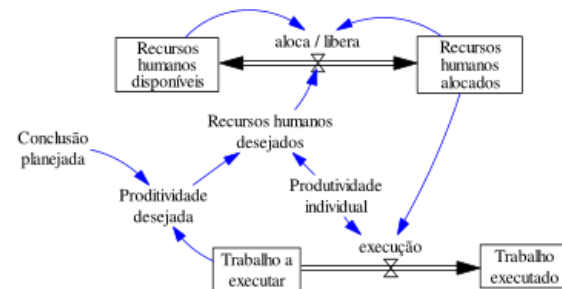 Recursos
humanos
disponíveis
aloca / libera
Recursos
humanos
alocados
Recursos humanos
desejados
Conclusão
planejada
Proditividade
desejada
Produtividade
individual
execução
Trabalho a
executar
Trabalho
executado